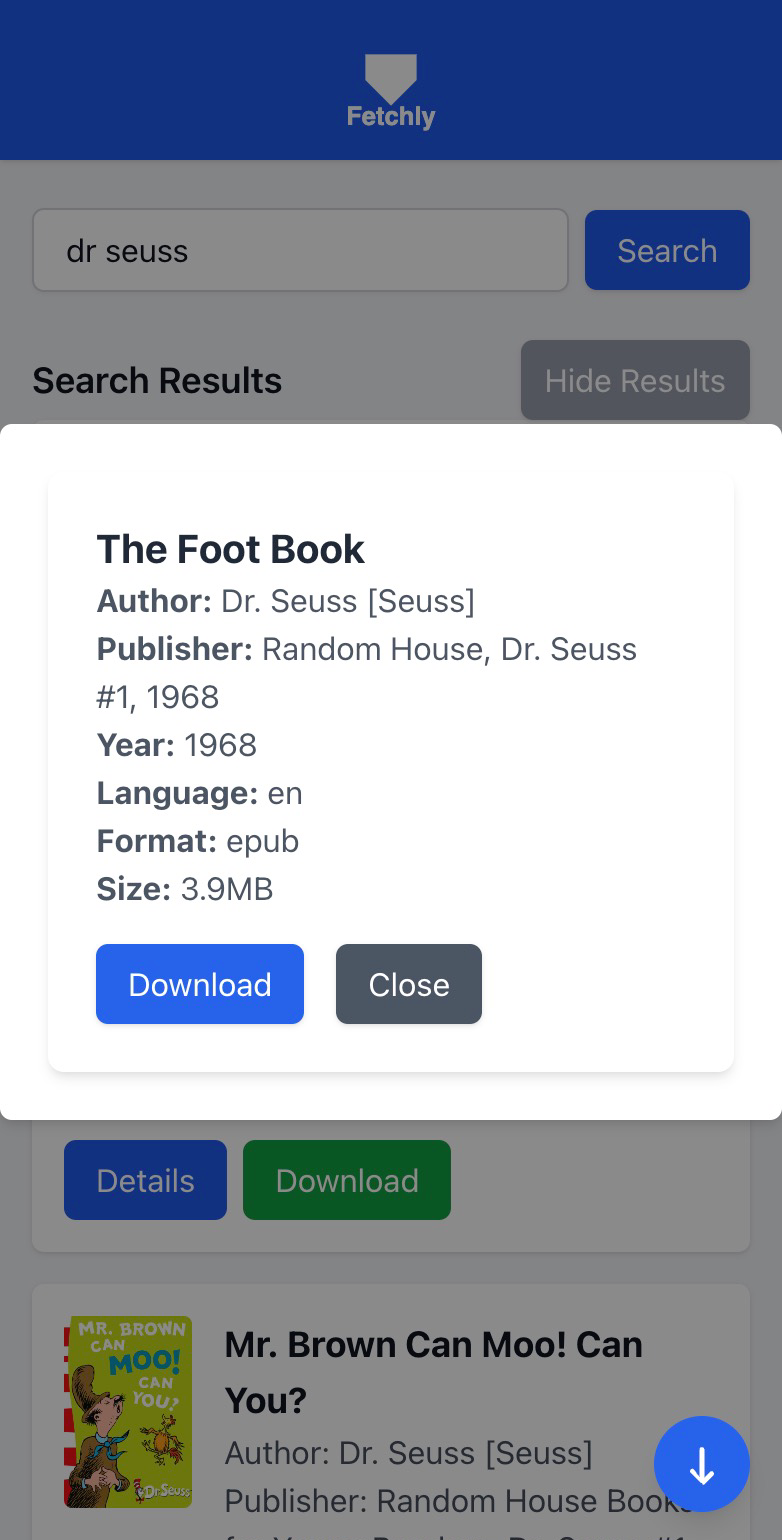 Fetchly
dr seuss
Search
Search Results
Hide Results
The Foot Book
Author: Dr. Seuss [Seuss]
Publisher: Random House, Dr. Seuss
#1, 1968
Year: 1968
Language: en
Format: epub
Size: 3.9MB
Download
Close
Details
Download
MR. BROWN
CAN
MOO!
CAN
YOU?
Dr. Seuss
Mr. Brown Can Moo! Can
You?
Author: Dr. Seuss [Seuss]
Publisher: Random House Books